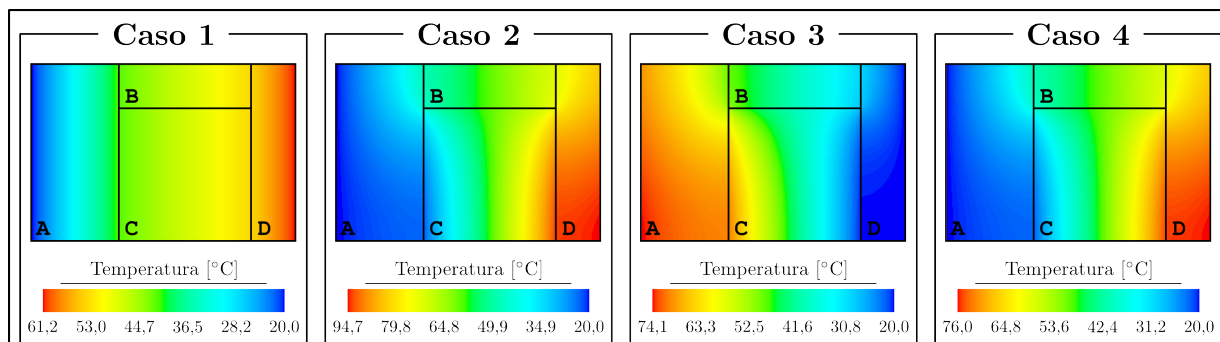 Caso 1
B
A
C
D
Temperatura [°C]
61,2 53,0 44,7 36,5 28,2 20,0
Caso 2
B
A
C
D
Temperatura [°C]
94,7 79,8 64,8 49,9 34,9 20,0
Caso 3
B
A
C
D
Temperatura [°C]
74,1 63,3 52,5 41,6 30,8 20,0
Caso 4
B
A
C
D
Temperatura [°C]
76,0 64,8 53,6 42,4 31,2 20,0